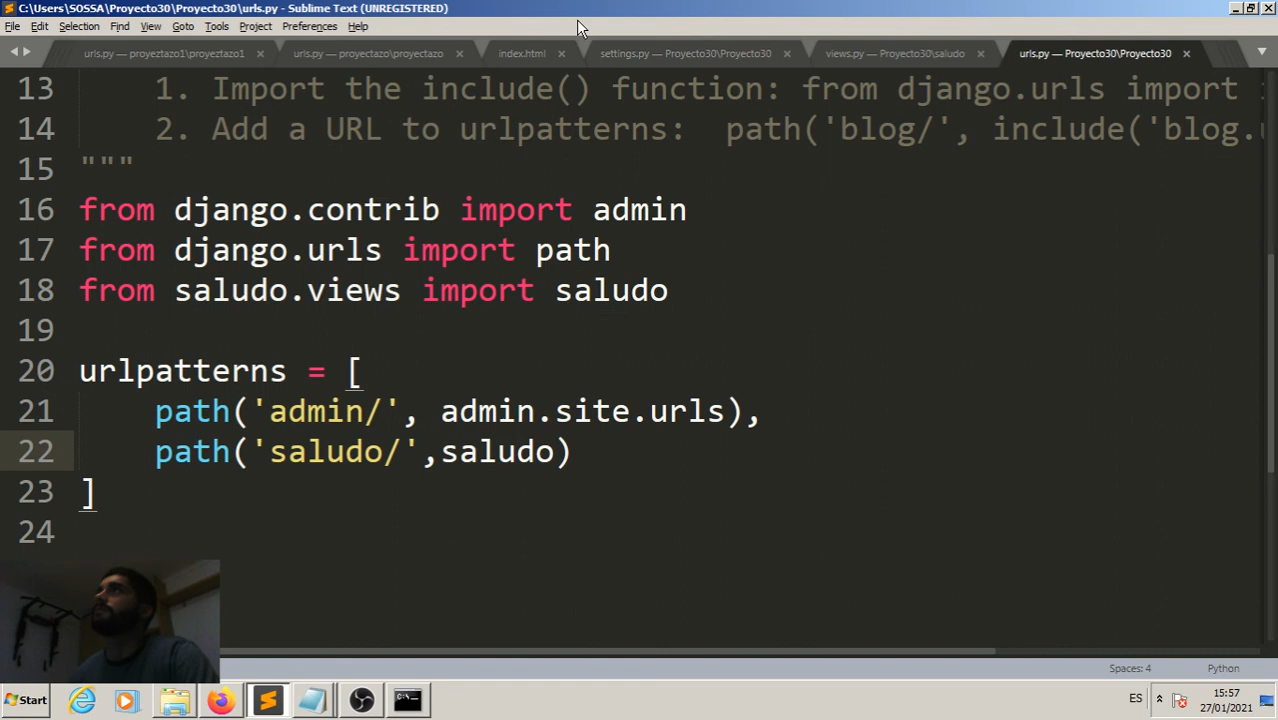 C:\Users\SOSSA\Proyecto30\Proyecto30\urls.py - Sublime Text (UNREGISTERED)
File Edit Selection Find View Goto Tools Project Preferences Help
urls.py — proyeztazo1\proyeztazo1 urls.py — proyectazo\proyectazo index.html settings.py — Proyecto30\Proyecto30 views.py — Proyecto30\saludo urls.py — Proyecto30\Proyecto30
13 1. Import the include() function: from django.urls import
14 2. Add a URL to urlpatterns:  path('blog/', include('blog.
15 """
16 from django.contrib import admin
17 from django.urls import path
18 from saludo.views import saludo
19
20 urlpatterns = [
21 path('admin/', admin.site.urls),
22 path('saludo/',saludo)
23 ]
24
Spaces: 4 Python
Start C:\ ES 15:57
27/01/2021